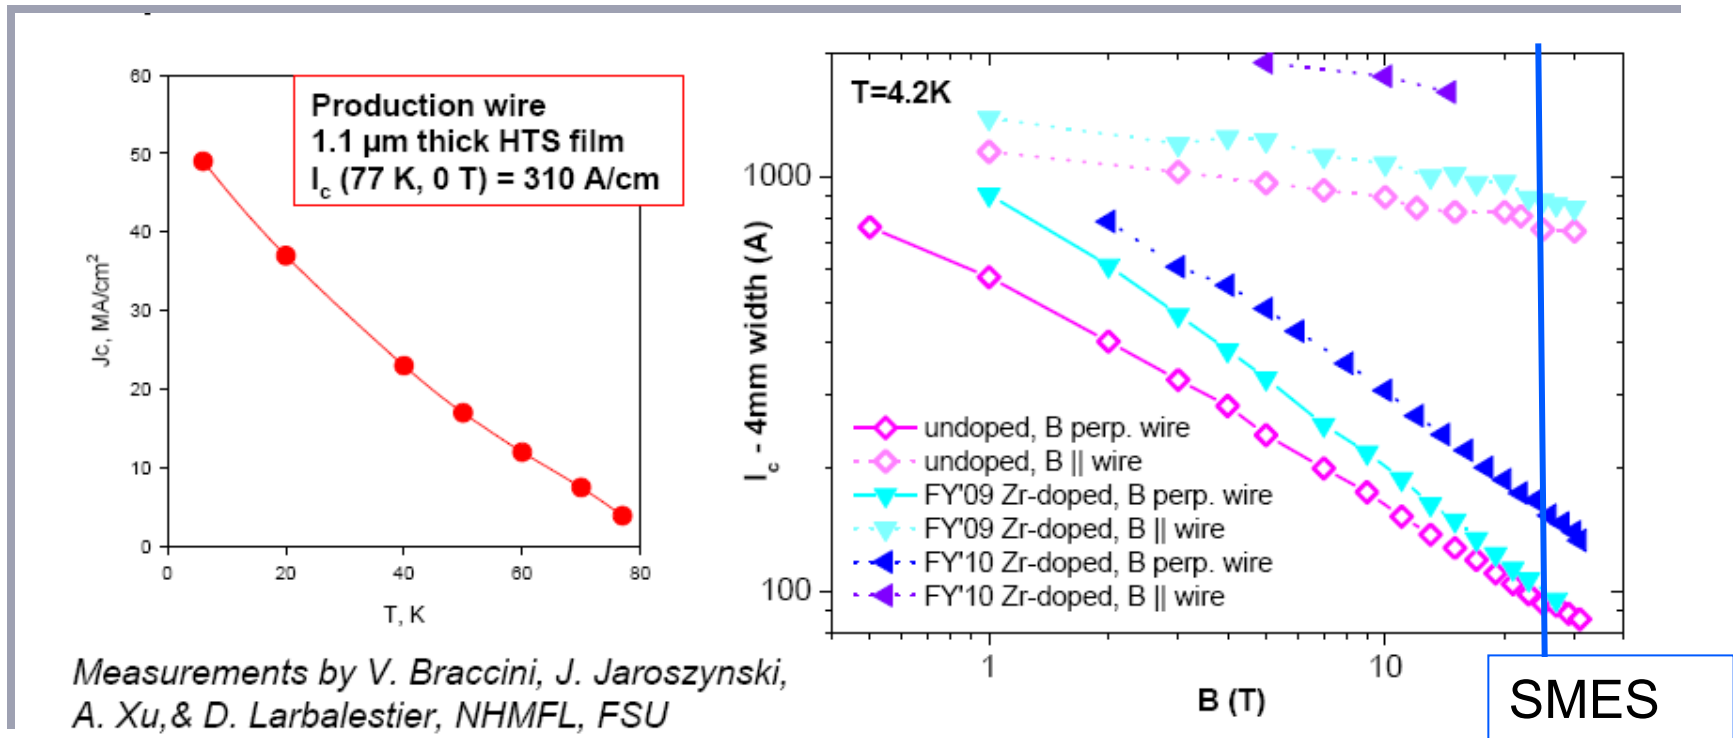 60
50
40
30
20
10
0
Jc, MA/cm2
0 20 40 60 80
T, K
Production wire
1.1 µm thick HTS film
Ic (77 K, 0 T) = 310 A/cm
Measurements by V. Braccini, J. Jaroszynski,
A. Xu,& D. Larbalestier, NHMFL, FSU
T=4.2K
1000
100
Ic - 4mm width (A)
undoped, B perp. wire
undoped, B || wire
FY'09 Zr-doped, B perp. wire
FY'09 Zr-doped, B || wire
FY'10 Zr-doped, B perp. wire
FY'10 Zr-doped, B || wire
1 10
B (T)
SMES